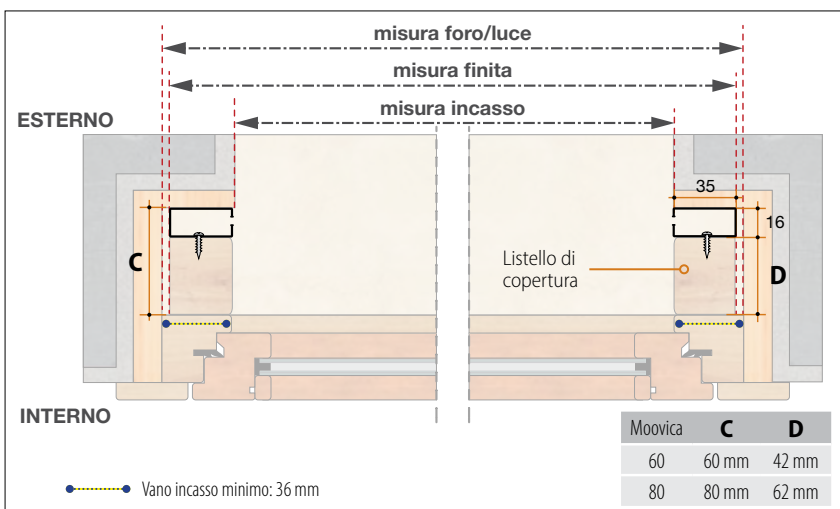 misura foro/luce
misura finita
misura incasso
ESTERNO
35
16
C
Listello di
copertura
D
INTERNO
Moovica C D
60 60 mm 42 mm
80 80 mm 62 mm
Vano incasso minimo: 36 mm